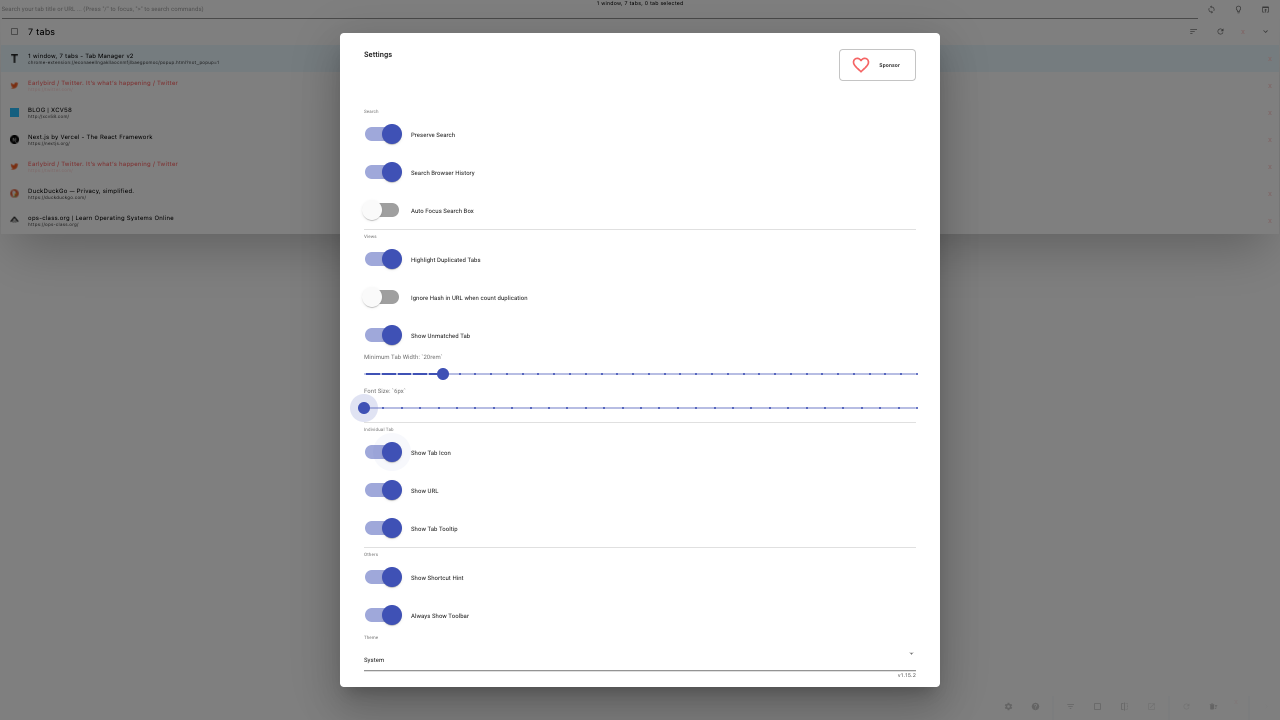 1 window, 7 tabs, 0 tab selected
Search your tab title or URL ... (Press "/" to focus, ">" to search commands)
7 tabs
1 window, 7 tabs - Tab Manager v2
Earlybird / Twitter. It's what's happening / Twitter
BLOG | XCV58
http://xcv58.com/
Next.js by Vercel - The React Framework
https://nextjs.org/
Earlybird / Twitter. It's what's happening / Twitter
DuckDuckGo — Privacy, simplified.
https://duckduckgo.com/
ops-class.org | Learn Operating Systems Online
https://ops-class.org/
Settings
Sponsor
Search
Preserve Search
Search Browser History
Auto Focus Search Box
Views
Highlight Duplicated Tabs
Ignore Hash in URL when count duplication
Show Unmatched Tab
Minimum Tab Width: `20rem`
Font Size: `6px`
Individual Tab
Show Tab Icon
Show URL
Show Tab Tooltip
Others
Show Shortcut Hint
Always Show Toolbar
Theme
System
v1.15.2